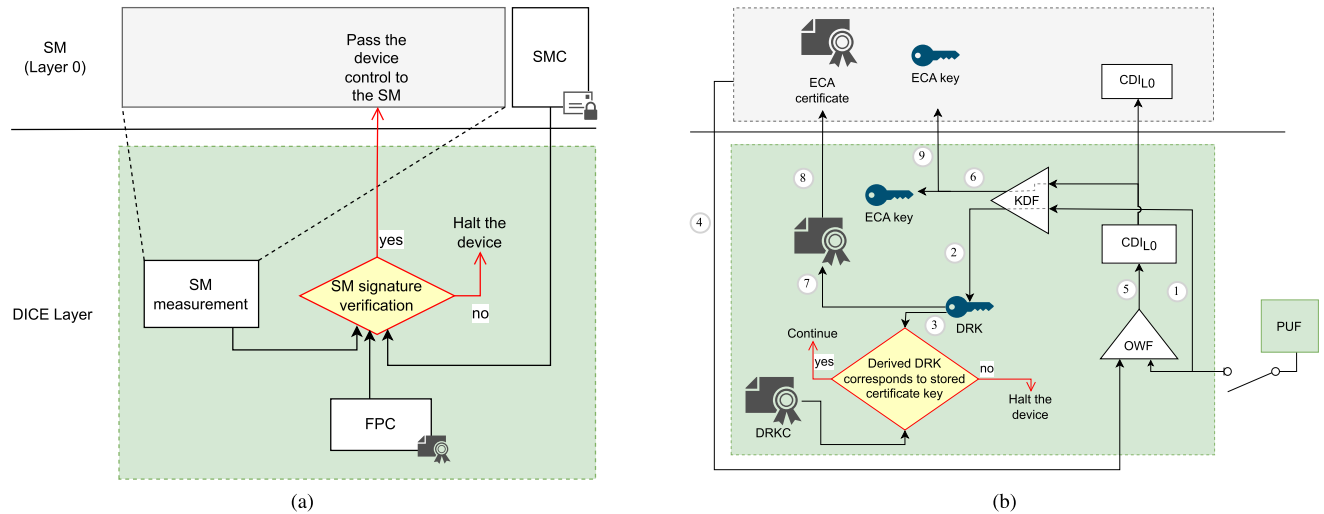 SM
(Layer 0)
Pass the
device
control to
the SM
SMC
DICE Layer
SM
measurement
SM signature
verification
yes
no
Halt the
device
FPC
(a)
ECA
certificate
ECA key
CDIL0
4
8
9
6
ECA key
KDF
2
CDIL0
7
5
1
3
DRK
OWF
PUF
Continue
yes
Derived DRK
corresponds to stored
certificate key
no
Halt the
device
DRKC
(b)